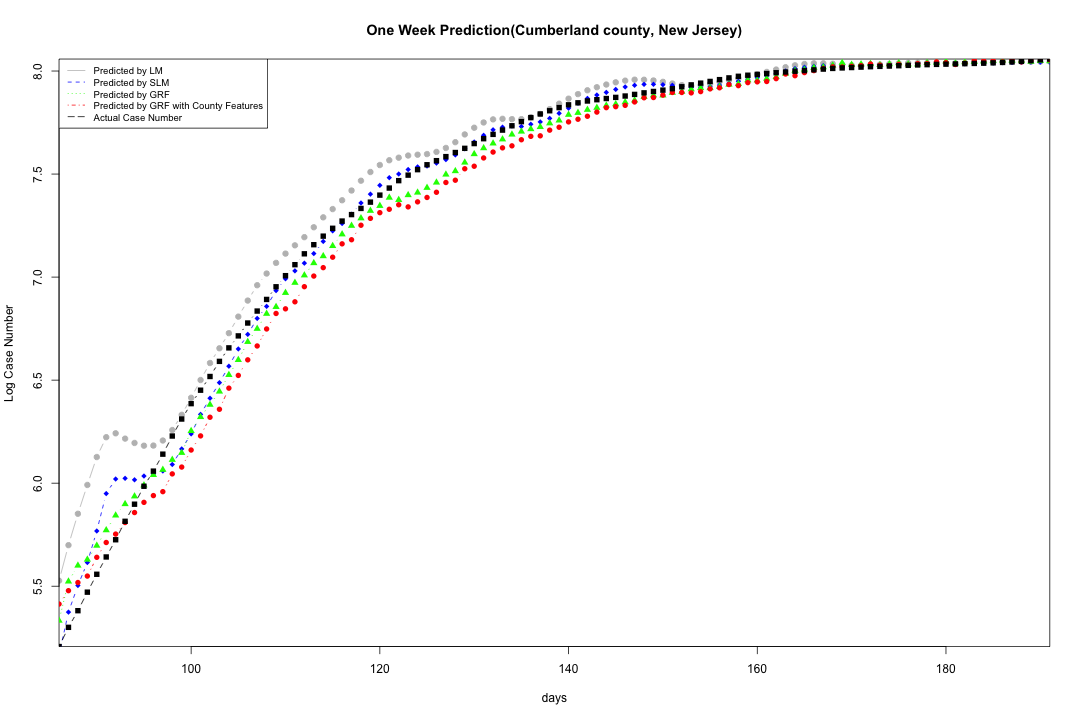 One Week Prediction(Cumberland county, New Jersey)
Predicted by LM
Predicted by SLM
Predicted by GRF
Predicted by GRF with County Features
Actual Case Number
Log Case Number
8.0
7.5
7.0
6.5
6.0
5.5
100 120 140 160 180
days